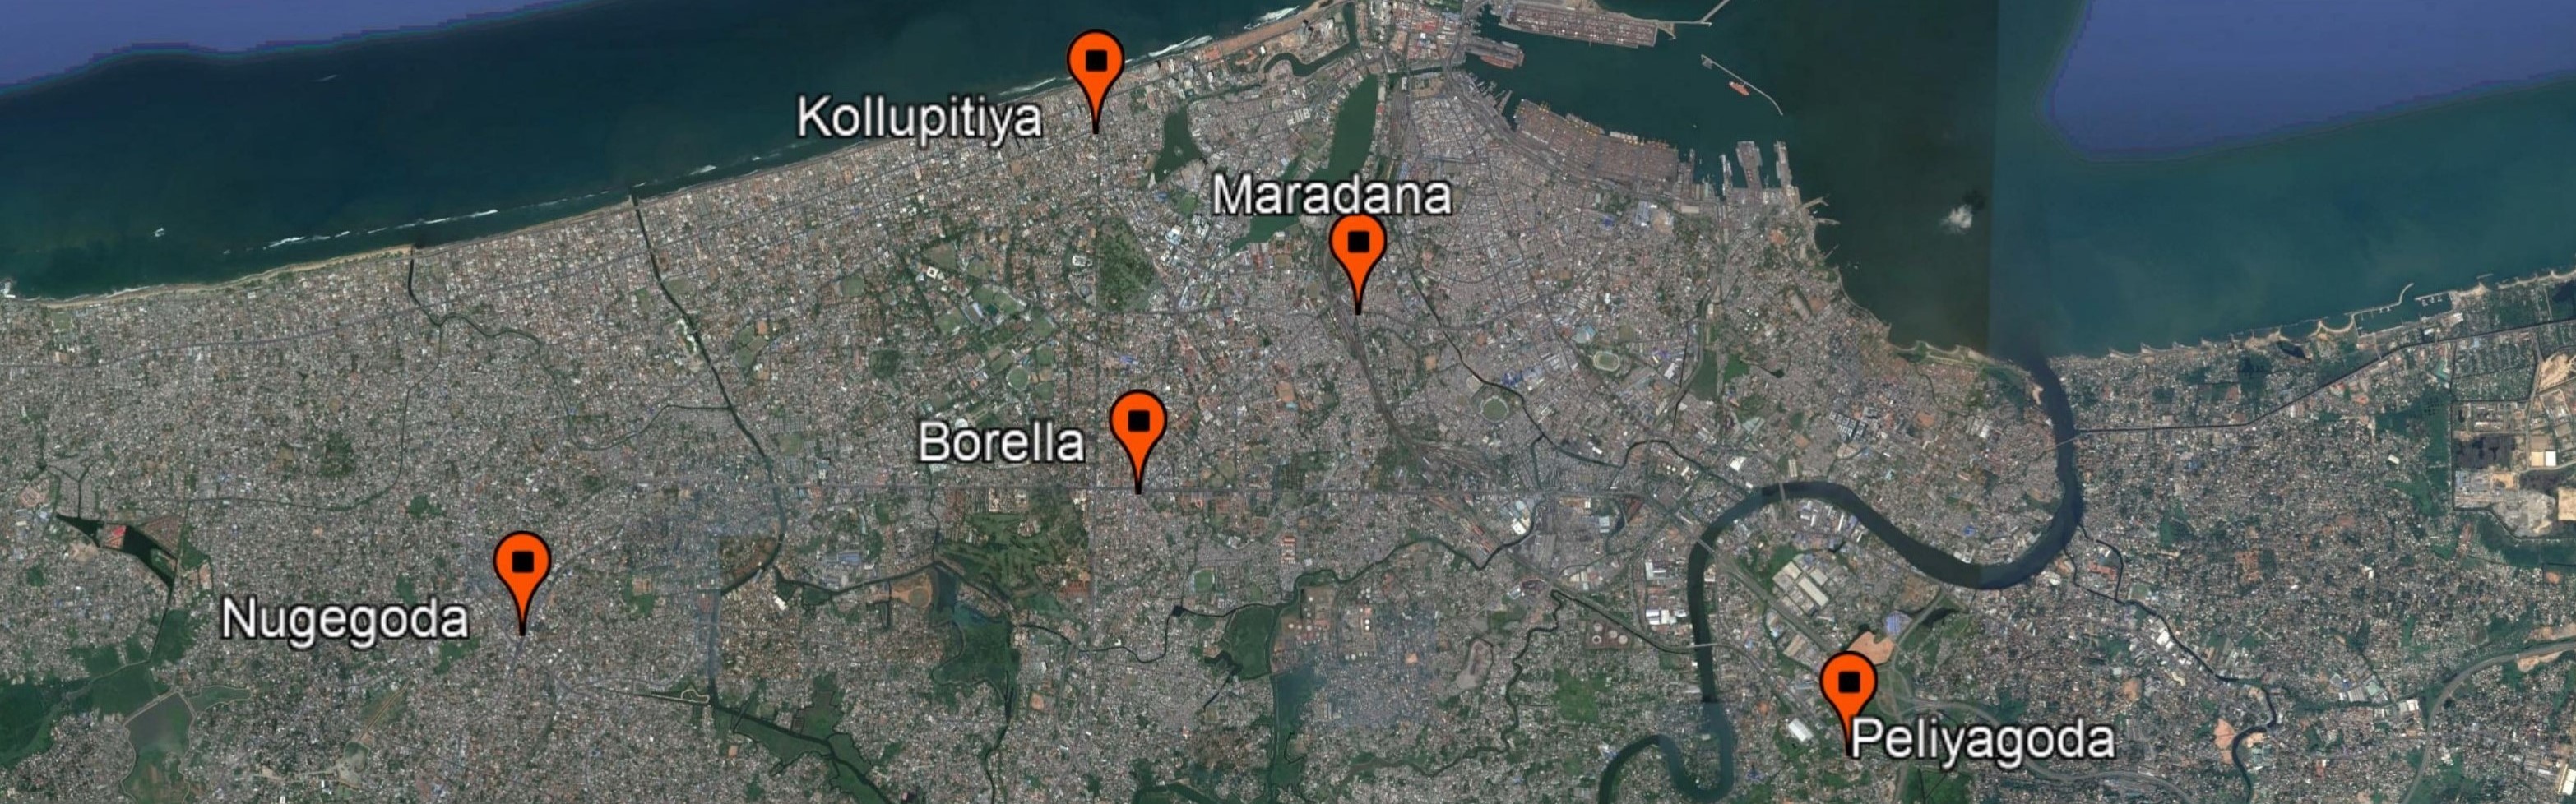 Kollupitiya
Maradana
Borella
Nugegoda
Peliyagoda